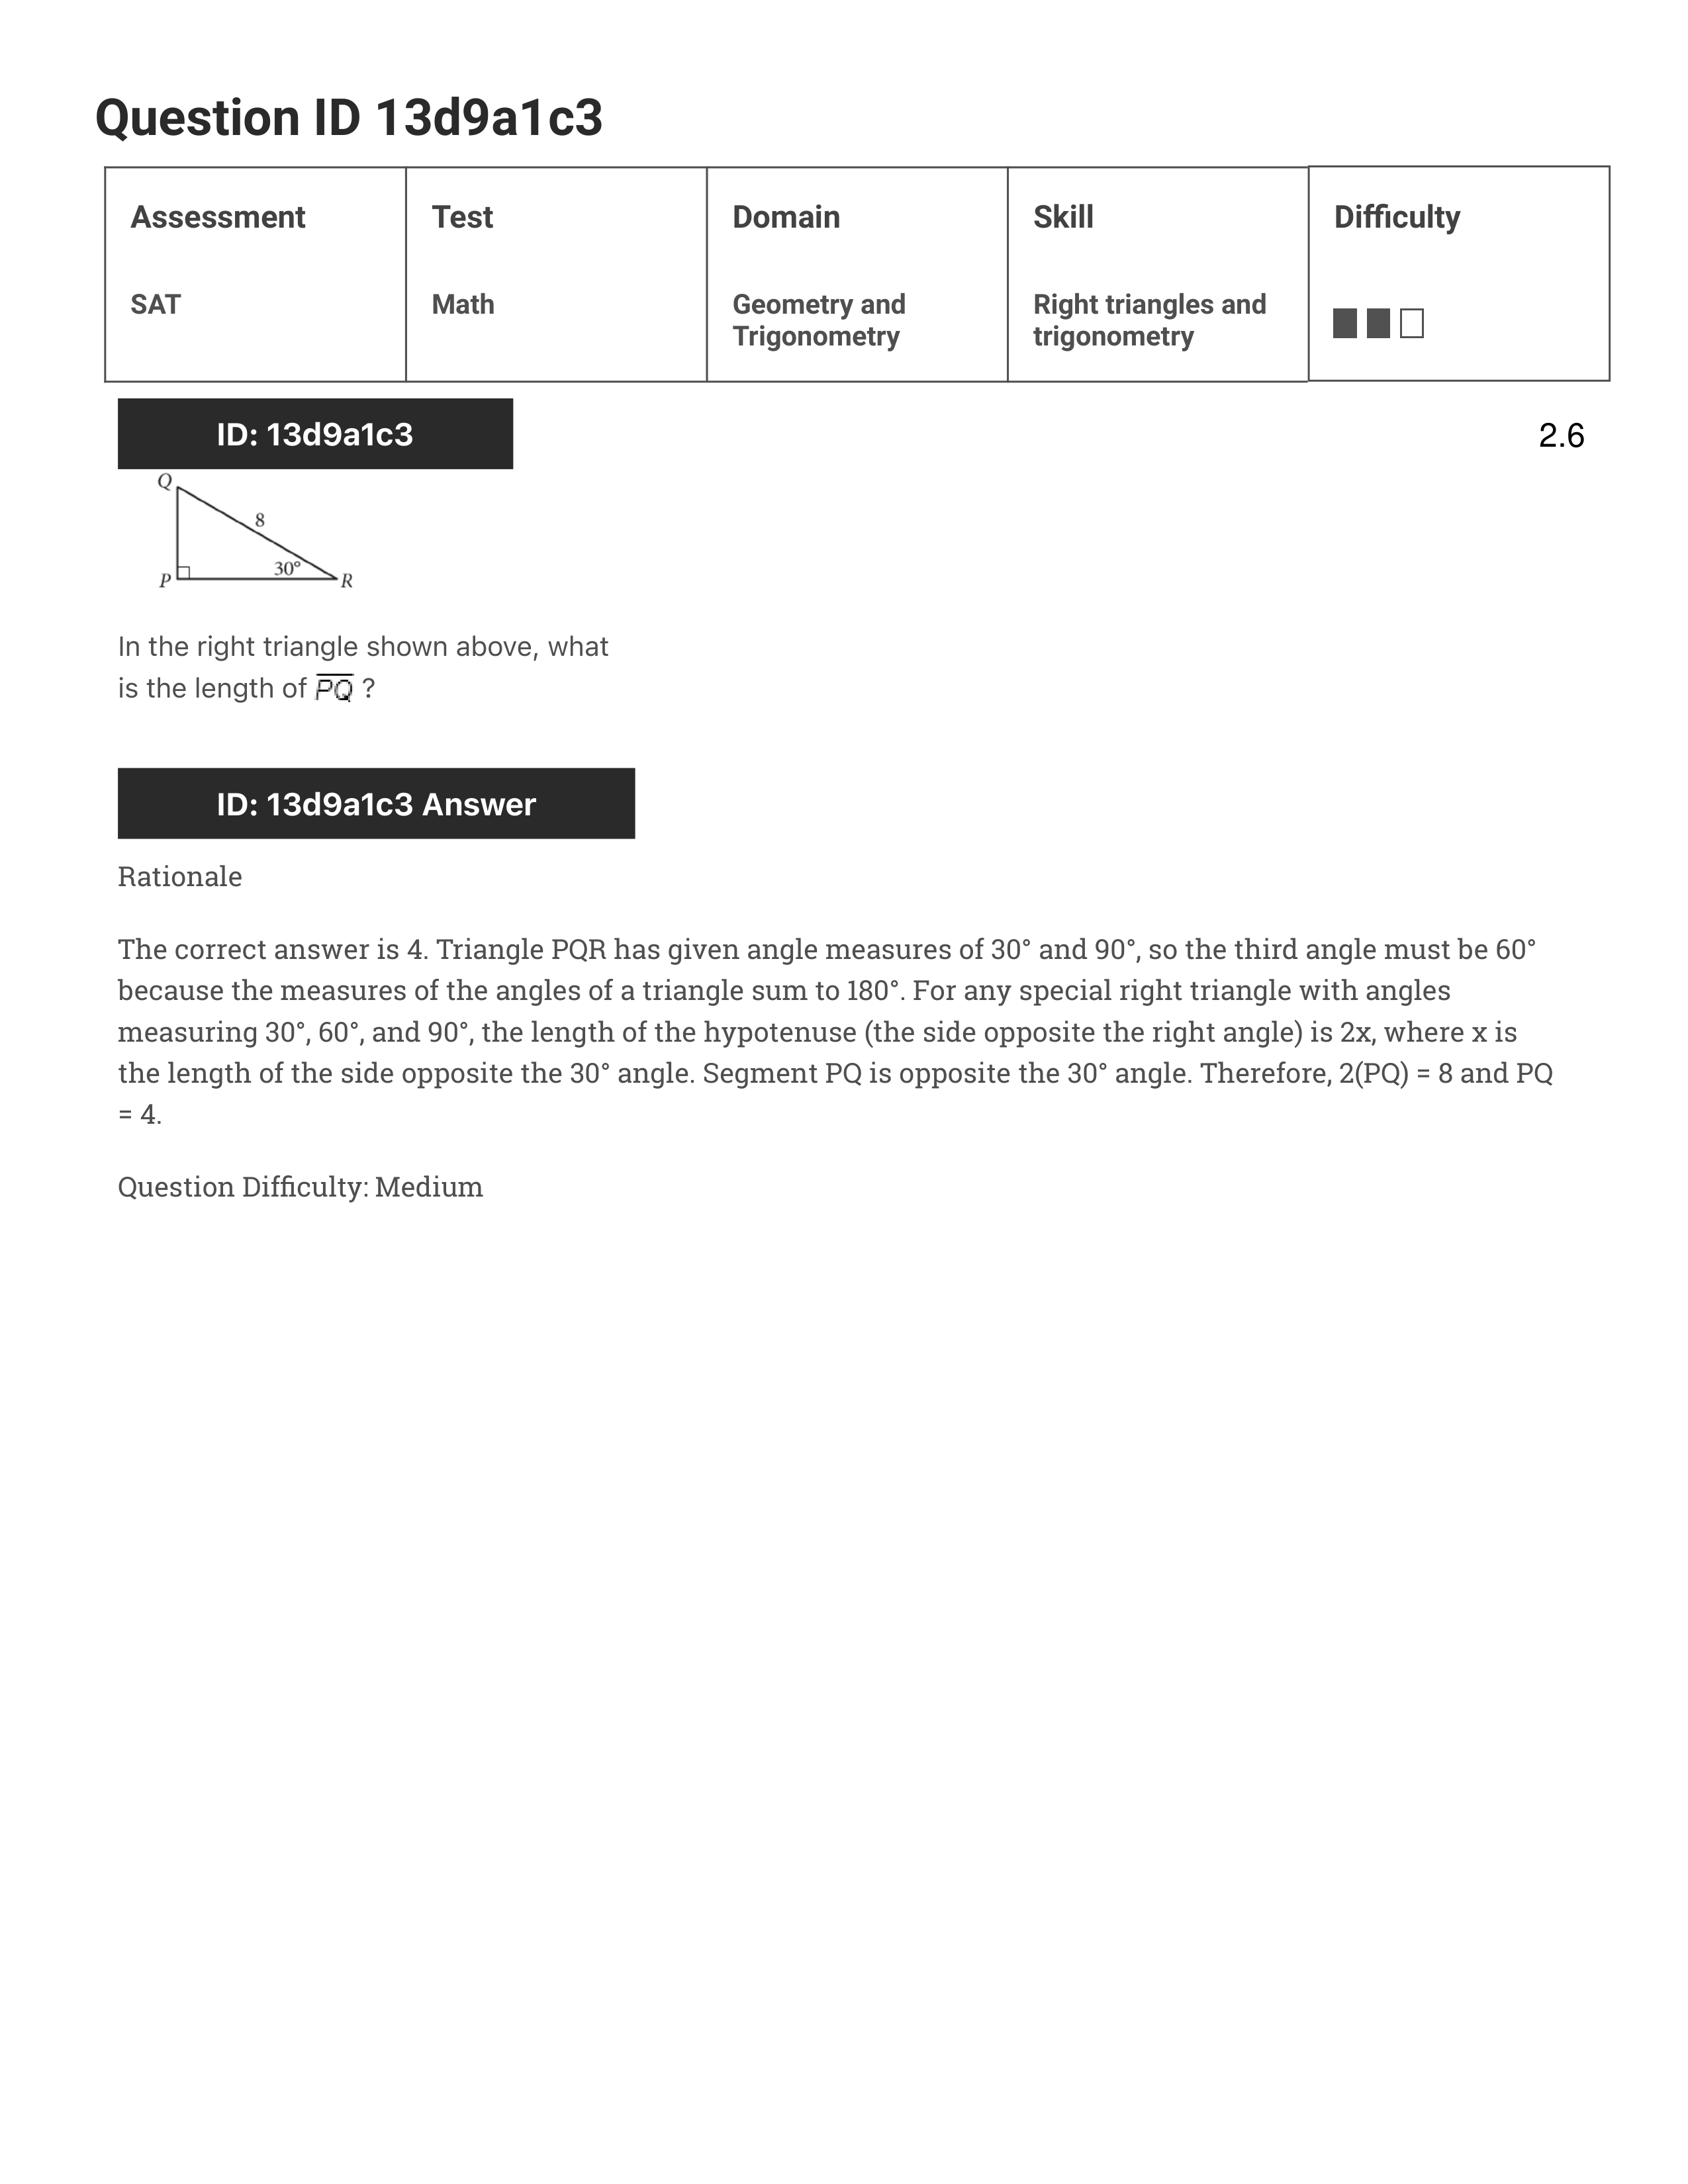 Question ID 13d9a1c3
Assessment
Test
Domain
Skill
Difficulty
SAT
Math
Geometry and
Trigonometry
Right triangles and
trigonometry
ID: 13d9a1c3
2.6
Q
8
30°
P
R
In the right triangle shown above, what
is the length of PQ ?
ID: 13d9a1c3 Answer
Rationale
The correct answer is 4. Triangle PQR has given angle measures of 30° and 90°, so the third angle must be 60°
because the measures of the angles of a triangle sum to 180°. For any special right triangle with angles
measuring 30°, 60°, and 90°, the length of the hypotenuse (the side opposite the right angle) is 2x, where x is
the length of the side opposite the 30° angle. Segment PQ is opposite the 30° angle. Therefore, 2(PQ) = 8 and PQ
= 4.
Question Difficulty: Medium